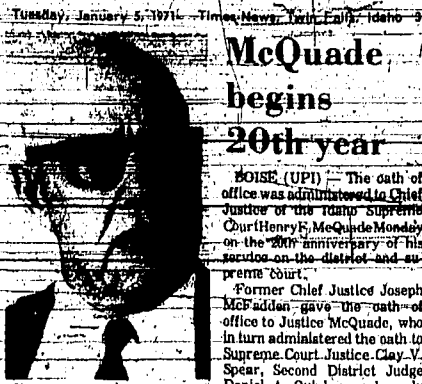 Tuesday, January 5, 1971 Times-News, Twin Falls, Idaho 3
McQuade
begins
20th year
BOISE (UPI) — The oath of
office was administered to Chief
Justice of the Idaho Supreme
Court Henry F. McQuade Monday
on the 20th anniversary of his
service on the district and su-
preme court.
Former Chief Justice Joseph
McFadden gave the oath of
office to Justice McQuade, who
in turn administered the oath to
Supreme Court Justice Clay V.
Spear, Second District Judge